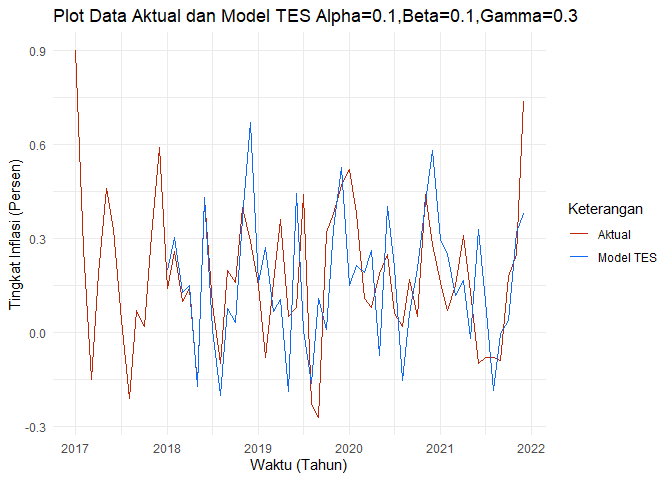 Plot Data Aktual dan Model TES Alpha=0.1,Beta=0.1,Gamma=0.3
Tingkat Inflasi (Persen)
0.9
0.6
0.3
0.0
-0.3
2017 2018 2019 2020 2021 2022
Waktu (Tahun)
Keterangan
Aktual
Model TES